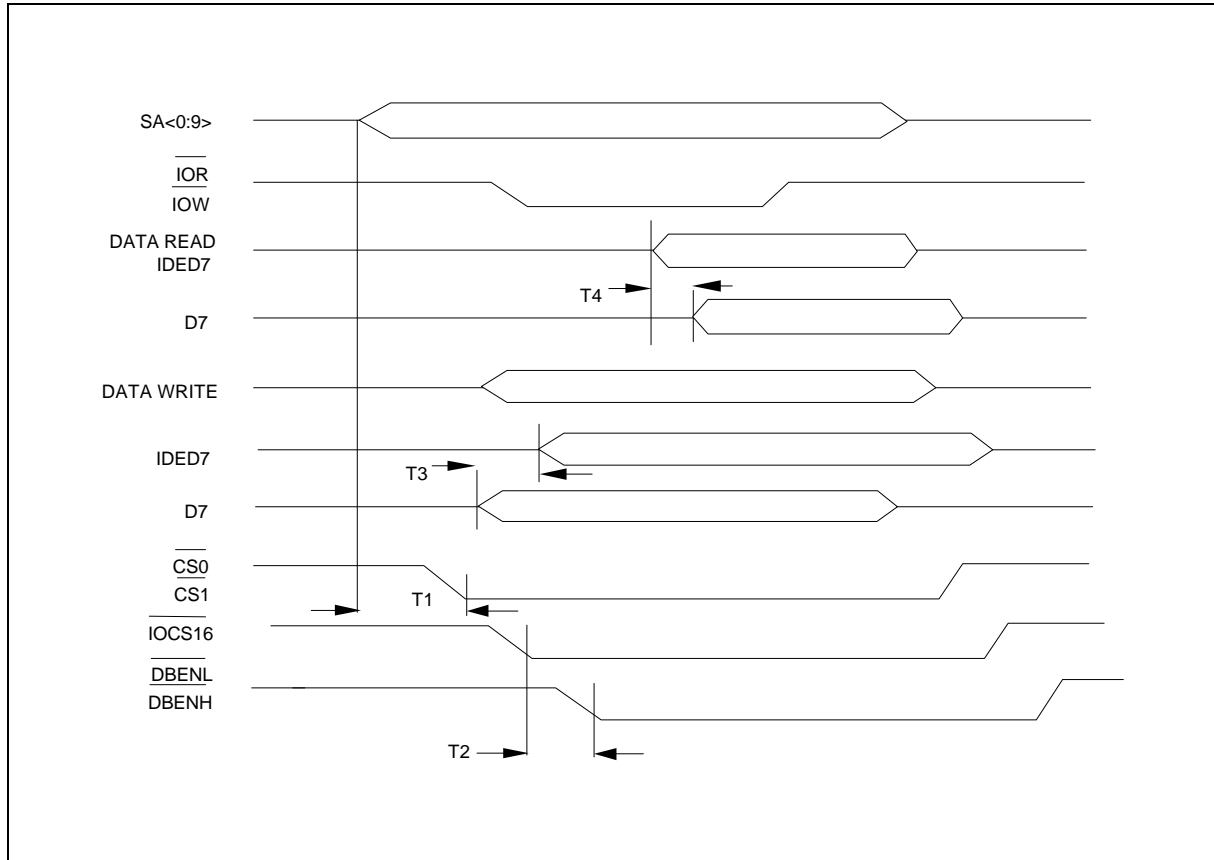 SA<0:9>
IOR
IOW
DATA READ
IDED7
T4
D7
DATA WRITE
IDED7
T3
D7
CS0
CS1
T1
IOCS16
DBENL
DBENH
T2